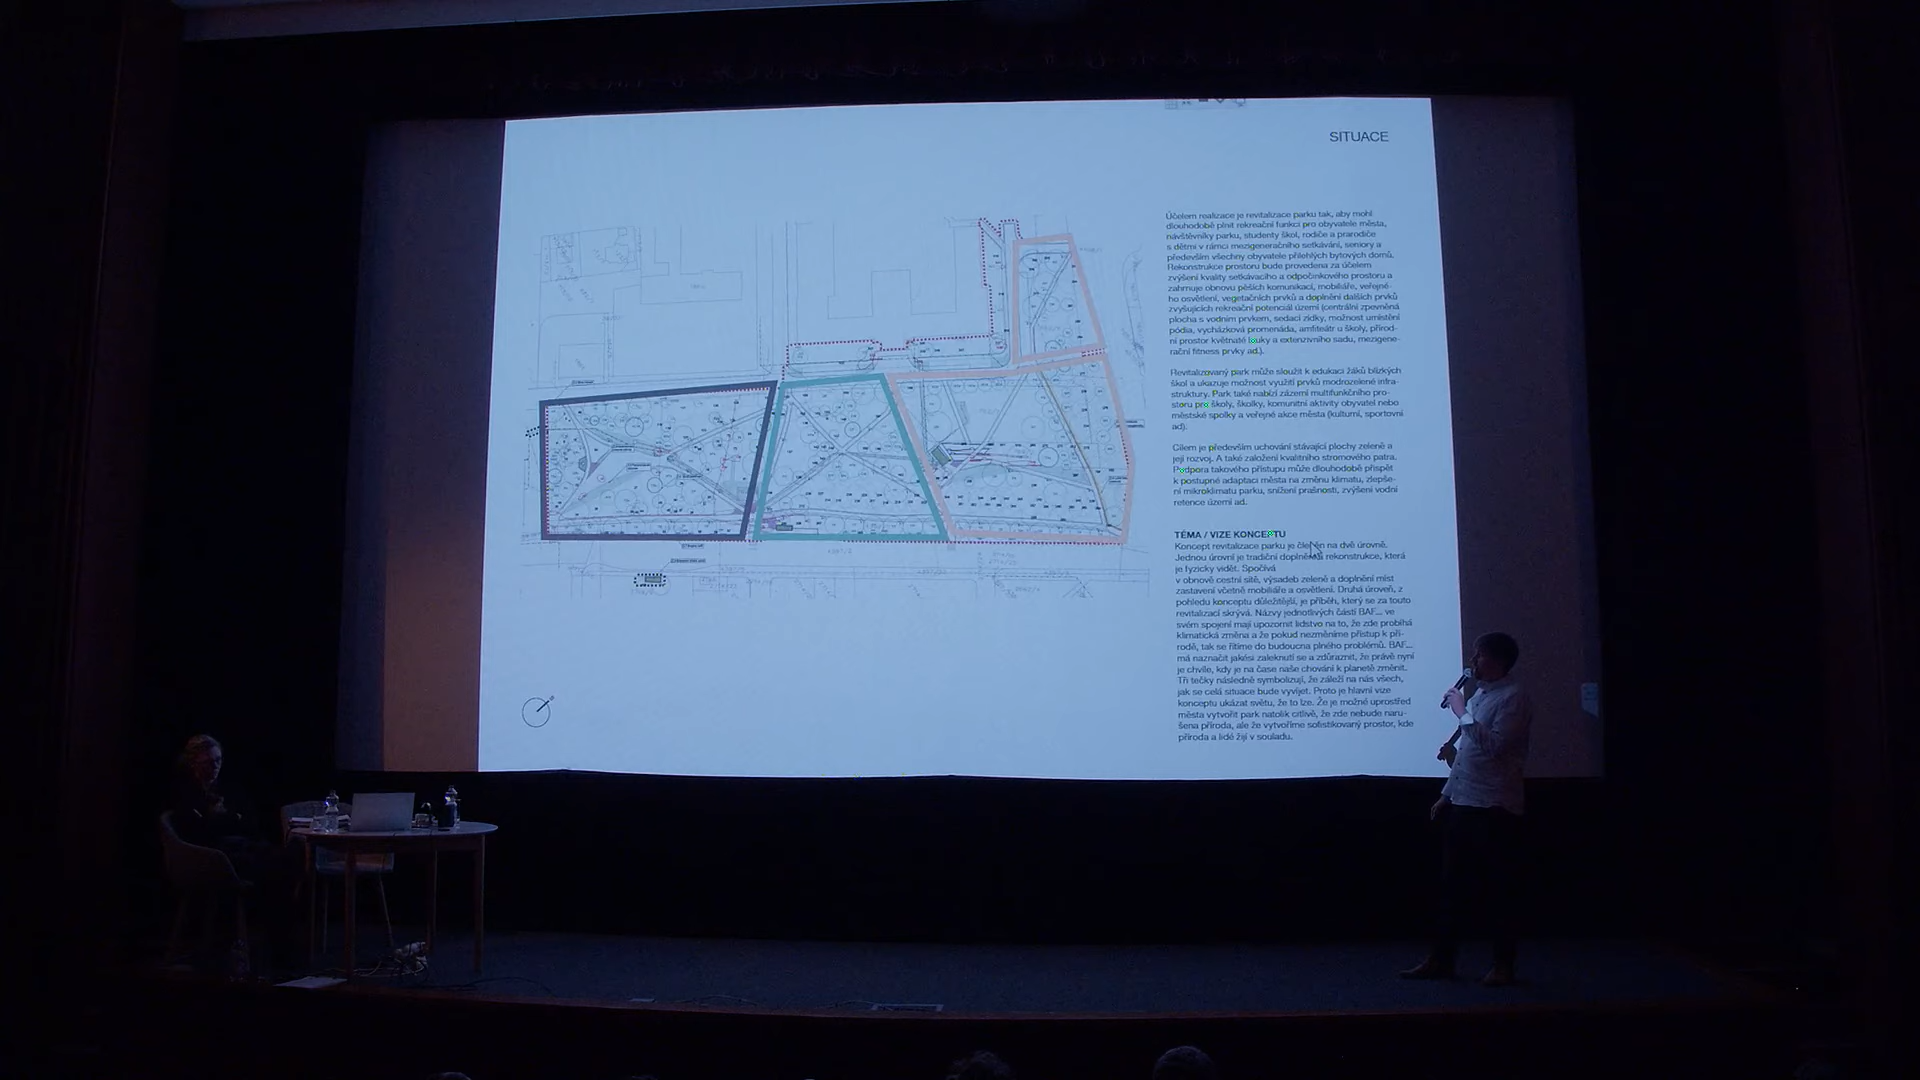 SITUACE
Účelem realizace je revitalizace parku tak, aby mohl
dlouhodobě plnit rekreační funkci pro obyvatele města,
návštěvníky parku, studenty škol, rodiče a prarodiče
s dětmi v rámci mezigeneračního setkávání, seniory a
především všechny obyvatele přilehlých bytových domů.
Rekonstrukce prostoru bude provedena za účelem
zvýšení kvality setkávacího a odpočinkového prostoru a
zahrnuje obnovu pěších komunikací, mobiliáře, veřejné-
ho osvětlení, vegetačních prvků a doplnění dalších prvků
zvyšujících rekreační potenciál území (centrální zpevněná
plocha s vodním prvkem, sedací zídky, možnost umístění
pódia, vycházková promenáda, amfiteátr u školy, přírod-
ní prostor květnaté louky a extenzivního sadu, mezigene-
rační fitness prvky ad.).
Revitalizovaný park může sloužit k edukaci žáků blízkých
škol a ukazuje možnost využití prvků modrozelené infra-
struktury. Park také nabízí zázemí multifunkčního pro-
storu pro školy, školky, komunitní aktivity obyvatel nebo
městské spolky a veřejné akce města (kulturní, sportovní
ad).
Cílem je především uchování stávající plochy zeleně a
její rozvoj. A také založení kvalitního stromového patra.
Podpora takového přístupu může dlouhodobě přispět
k postupné adaptaci města na změnu klimatu, zlepše-
ní mikroklimatu parku, snížení prašnosti, zvýšení vodní
retence území ad.
TÉMA / VIZE KONCEPTU
Koncept revitalizace parku je členěn na dvě úrovně.
Jednou úrovní je tradiční doplnění a rekonstrukce, která
je fyzicky vidět. Spočívá
v obnově cestní sítě, výsadeb zeleně a doplnění míst
zastavení včetně mobiliáře a osvětlení. Druhá úroveň, z
pohledu konceptu důležitější, je příběh, který se za touto
revitalizací skrývá. Názvy jednotlivých částí BAF... ve
svém spojení mají upozornit lidstvo na to, že zde probíhá
klimatická změna a že pokud nezměníme přístup k pří-
rodě, tak se řítíme do budoucna plného problémů. BAF...
má naznačit jakési zaleknutí se a zdůraznit, že právě nyní
je chvíle, kdy je na čase naše chování k planetě změnit.
Tři tečky následně symbolizují, že záleží na nás všech,
jak se celá situace bude vyvíjet. Proto je hlavní vize
konceptu ukázat světu, že to lze. Že je možné uprostřed
města vytvořit park natolik citlivě, že zde nebude naru-
šena příroda, ale že vytvoříme sofistikovaný prostor, kde
příroda a lidé žijí v souladu.